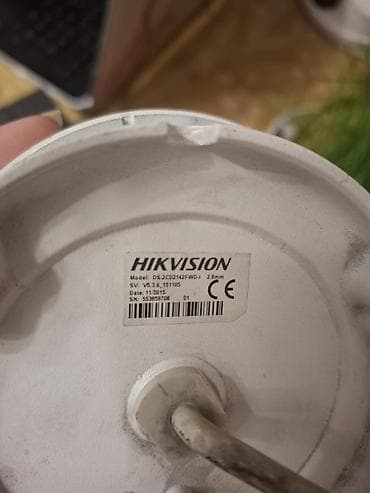 HIKVISION
Model: DS-2CD2142FWD-I 2.8mm
SV: V5.3.6_151105
Date: 11/2015
SN: 553859708 01
CE